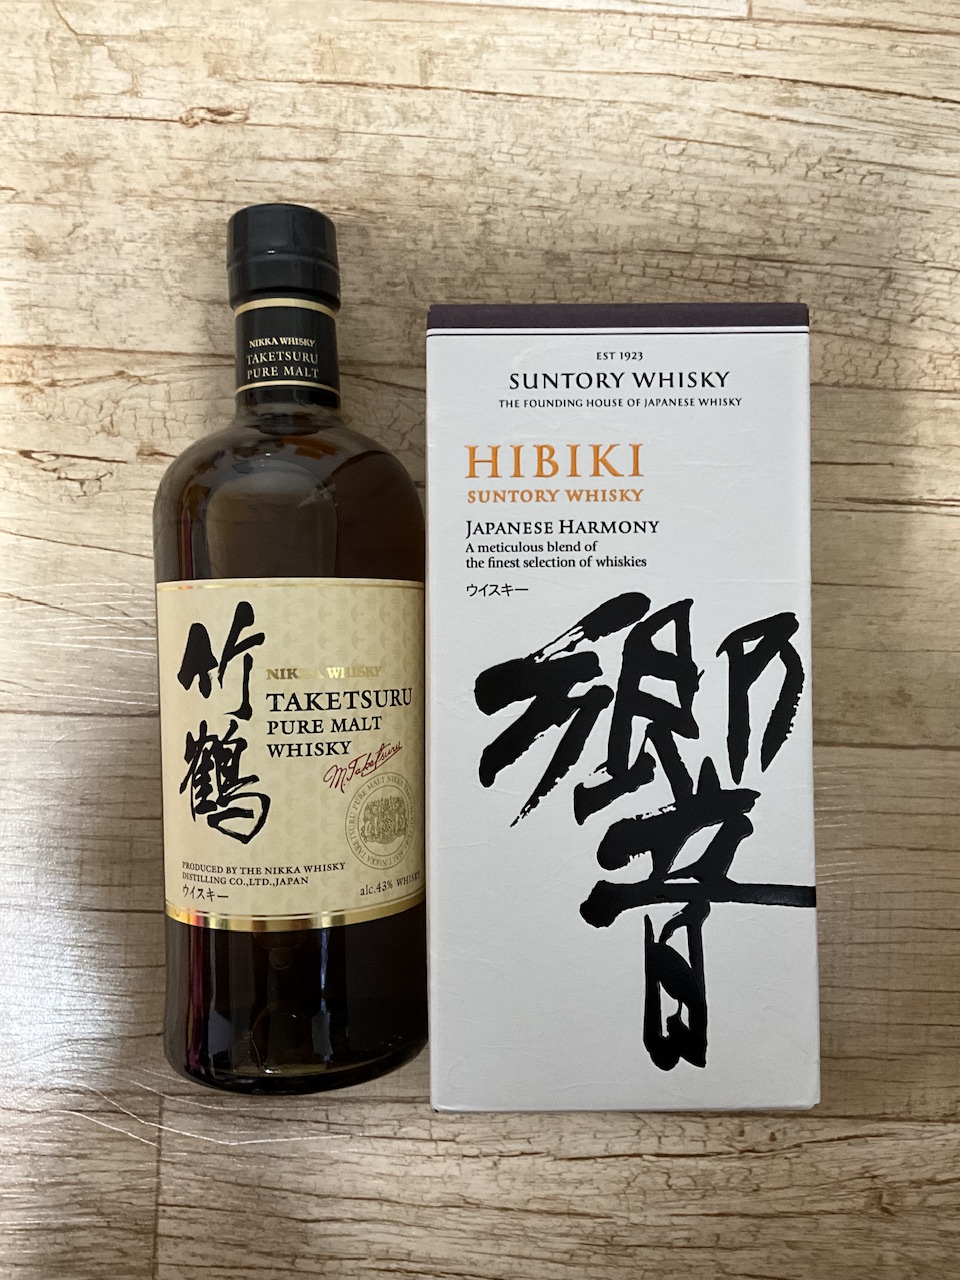 NIKKA WHISKY
TAKETSURU
PURE MALT
竹鶴
NIKKA WHISKY
TAKETSURU
PURE MALT
WHISKY
M. Taketsuru
PRODUCED BY THE NIKKA WHISKY
DISTILLING CO.,LTD.,JAPAN
ウイスキー
alc.43% WHISKY
EST 1923
SUNTORY WHISKY
THE FOUNDING HOUSE OF JAPANESE WHISKY
HIBIKI
SUNTORY WHISKY
JAPANESE HARMONY
A meticulous blend of
the finest selection of whiskies
ウイスキー
響